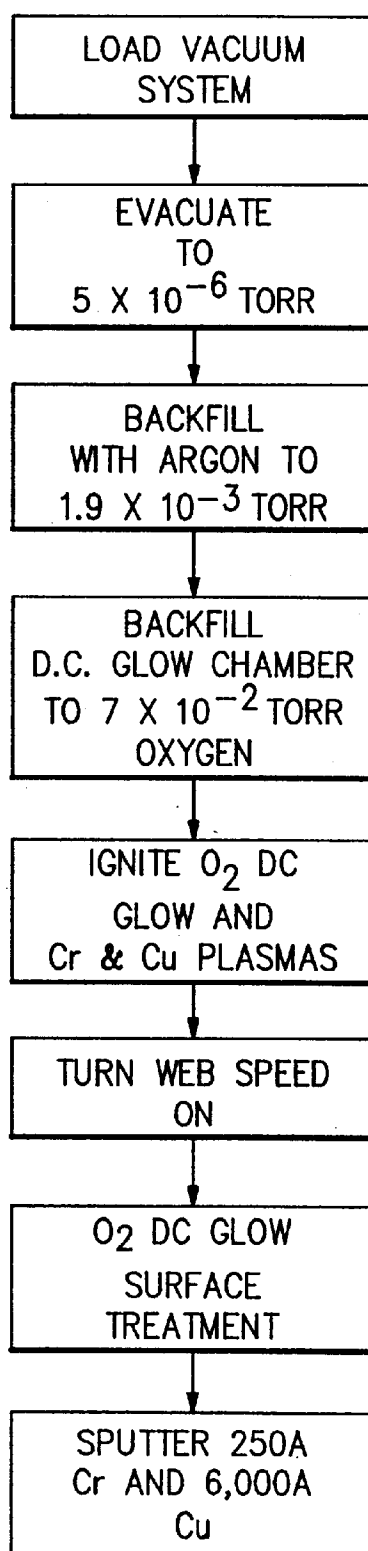 LOAD VACUUM
SYSTEM
EVACUATE
TO
5 X 10⁻⁶ TORR
BACKFILL
WITH ARGON TO
1.9 X 10⁻³ TORR
BACKFILL
D.C. GLOW CHAMBER
TO 7 X 10⁻² TORR
OXYGEN
IGNITE O₂ DC
GLOW AND
Cr & Cu PLASMAS
TURN WEB SPEED
ON
O₂ DC GLOW
SURFACE
TREATMENT
SPUTTER 250A
Cr AND 6,000A
Cu